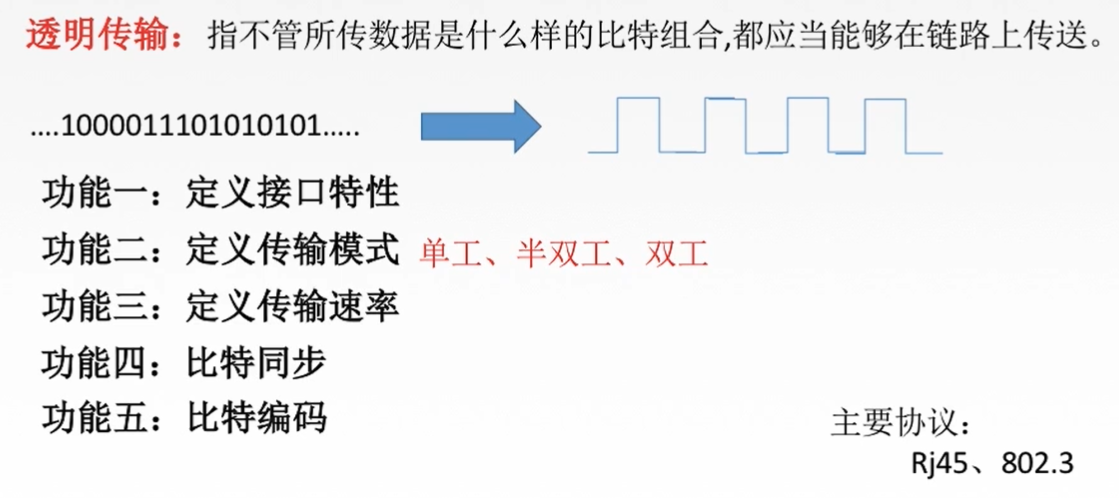 透明传输：指不管所传数据是什么样的比特组合,都应当能够在链路上传送。
....1000011101010101.....
功能一：定义接口特性
功能二：定义传输模式 单工、半双工、双工
功能三：定义传输速率
功能四：比特同步
功能五：比特编码
主要协议：
Rj45、802.3